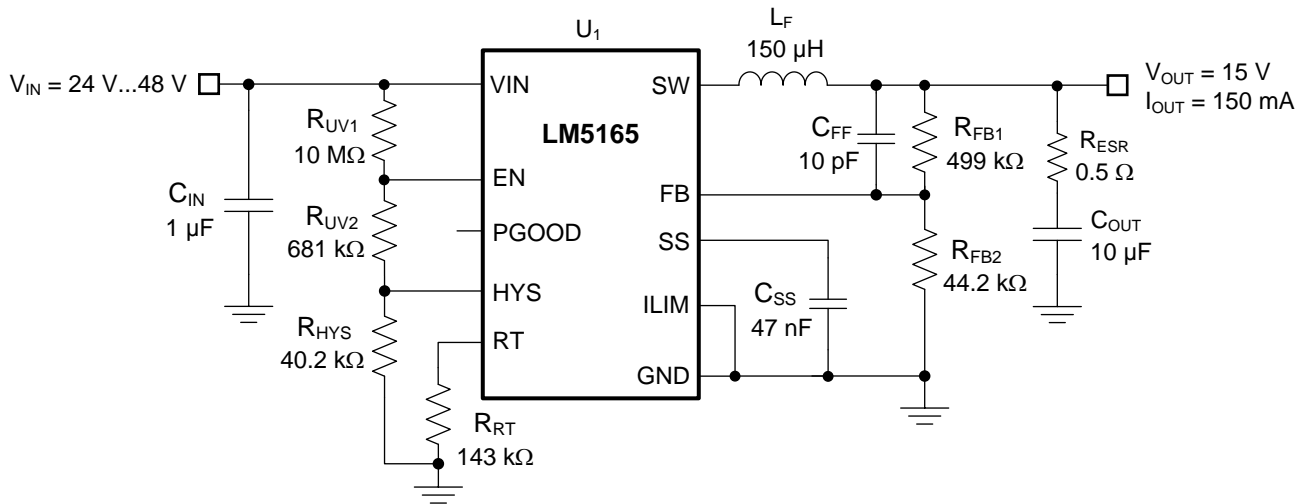 U1
LF
150 µH
VIN = 24 V...48 V
VOUT = 15 V
IOUT = 150 mA
VIN
SW
LM5165
RUV1
10 MΩ
CFF
10 pF
RFB1
499 kΩ
RESR
0.5 Ω
EN
FB
CIN
1 µF
RUV2
681 kΩ
PGOOD
SS
COUT
10 µF
RFB2
44.2 kΩ
HYS
ILIM
CSS
47 nF
RHYS
40.2 kΩ
RT
GND
RRT
143 kΩ